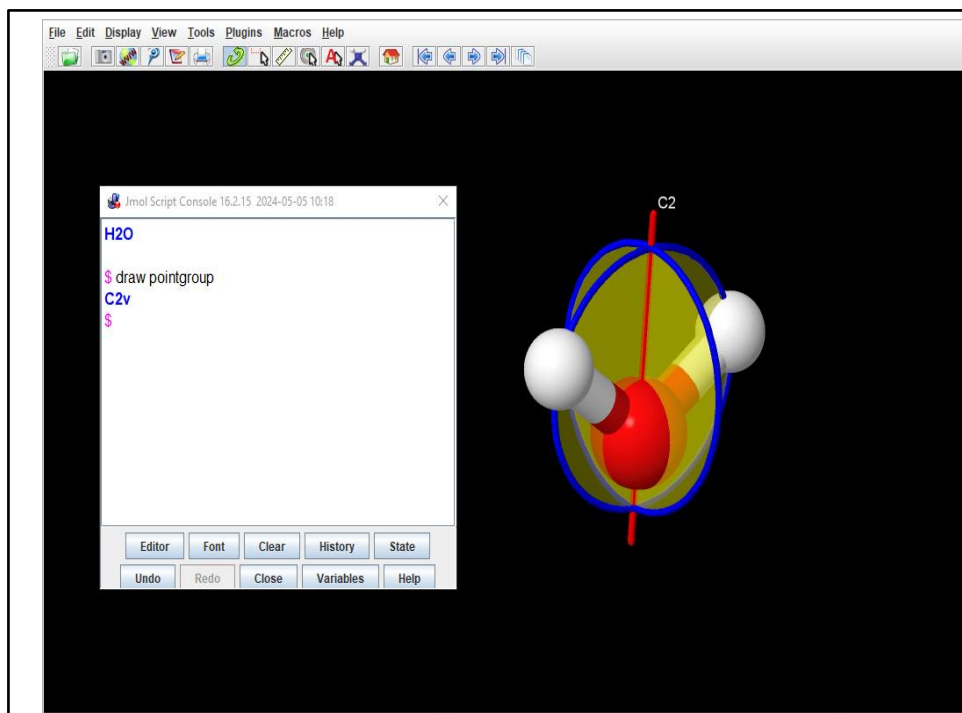 File Edit Display View Tools Plugins Macros Help
Jmol Script Console 16.2.15 2024-05-05 10:18
H2O
$ draw pointgroup
C2v
$
Editor Font Clear History State
Undo Redo Close Variables Help
C2